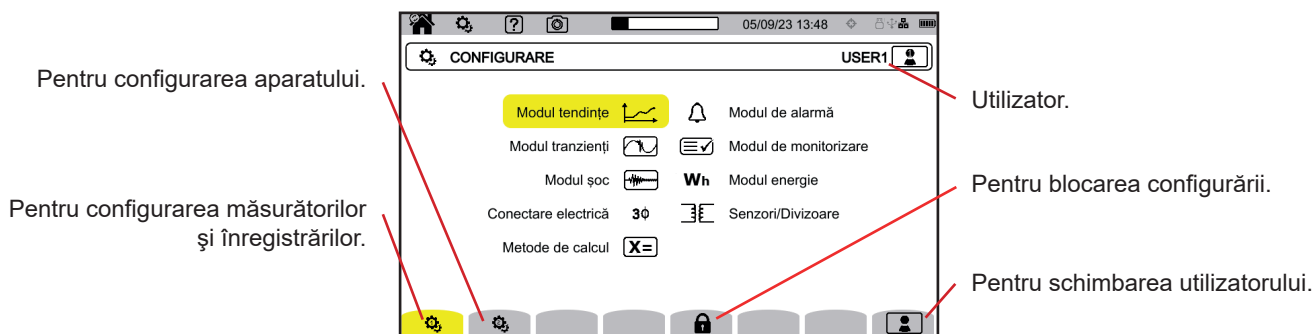 05/09/23 13:48
CONFIGURARE USER1
Pentru configurarea aparatului.
Pentru configurarea măsurătorilor
şi înregistrărilor.
Modul tendințe
Modul de alarmă
Modul tranzienți
Modul de monitorizare
Modul șoc
Wh Modul energie
Conectare electrică 3Φ
Senzori/Divizoare
Metode de calcul X=
Utilizator.
Pentru blocarea configurării.
Pentru schimbarea utilizatorului.